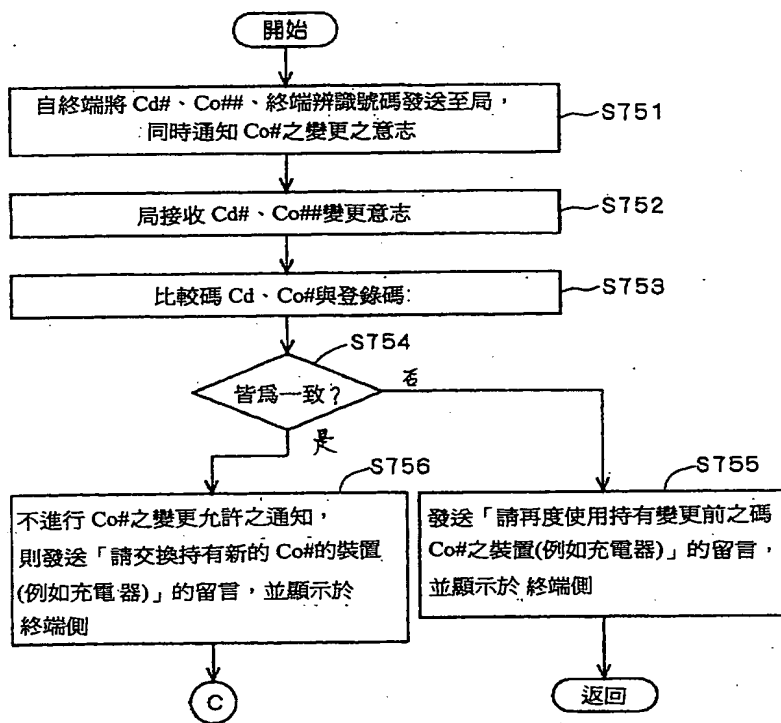 開始
自終端將 Cd#、Co##、終端辨識號碼發送至局,
同時通知 Co#之變更之意志
S751
局接收 Cd#、Co##變更意志
S752
比較碼 Cd、Co#與登錄碼:
S753
S754
皆爲一致?
否
是
S756
不進行 Co#之變更允許之通知,
則發送「請交換持有新的 Co#的裝置
(例如充電器)」的留言,並顯示於
終端側
S755
發送「請再度使用持有變更前之碼
Co#之裝置(例如充電器)」的留言,
並顯示於 終端側
C
返回